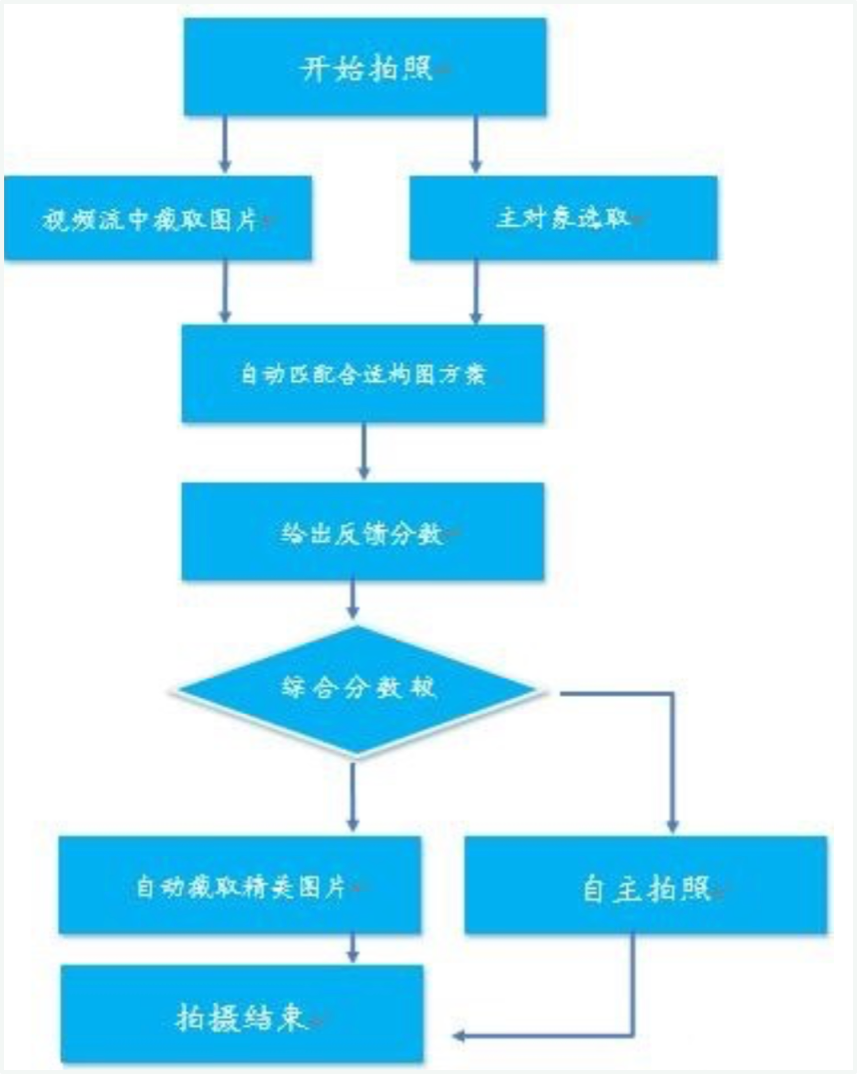 开始拍照
视频流中截取图片
主对象选取
自动匹配合适构图方案
给出反馈分数
综合分数较
自动截取精美图片
自主拍照
拍摄结束